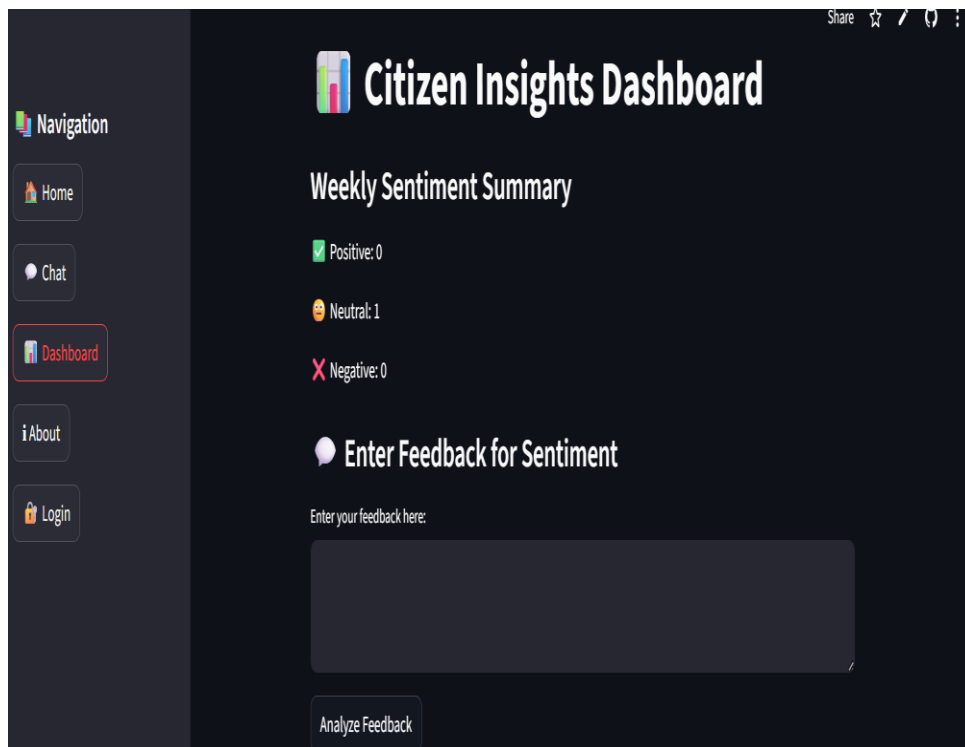 Share
Navigation
Home
Chat
Dashboard
i About
Login
Citizen Insights Dashboard
Weekly Sentiment Summary
Positive: 0
Neutral: 1
Negative: 0
Enter Feedback for Sentiment
Enter your feedback here:
Analyze Feedback